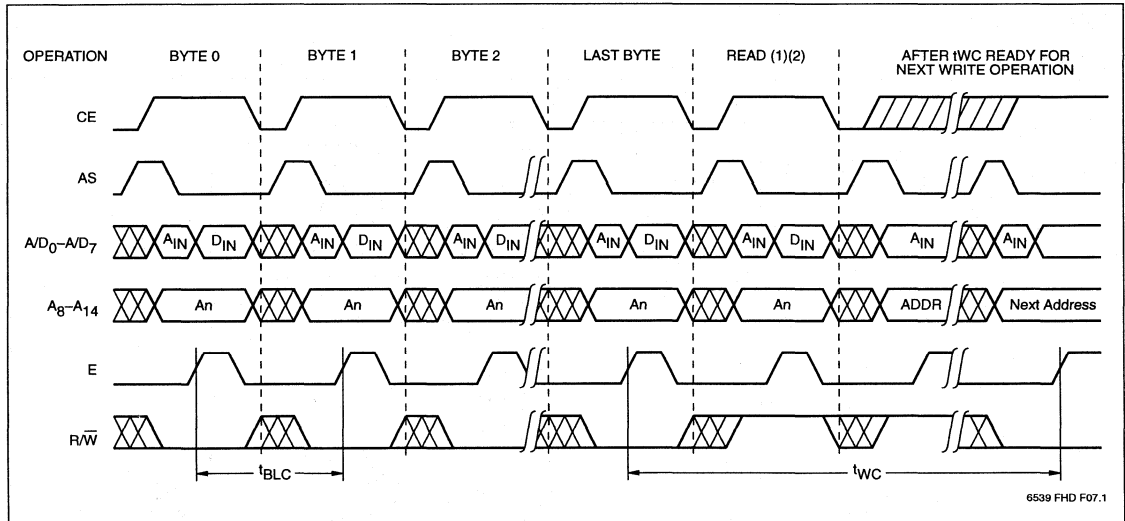 OPERATION BYTE 0 BYTE 1 BYTE 2 LAST BYTE READ (1)(2) AFTER tWC READY FOR
NEXT WRITE OPERATION
CE
AS
A/D0–A/D7 AIN DIN AIN DIN AIN DIN AIN DIN AIN DIN AIN AIN
A8–A14 An An An An An ADDR Next Address
E
R/W̅
tBLC tWC
6539 FHD F07.1